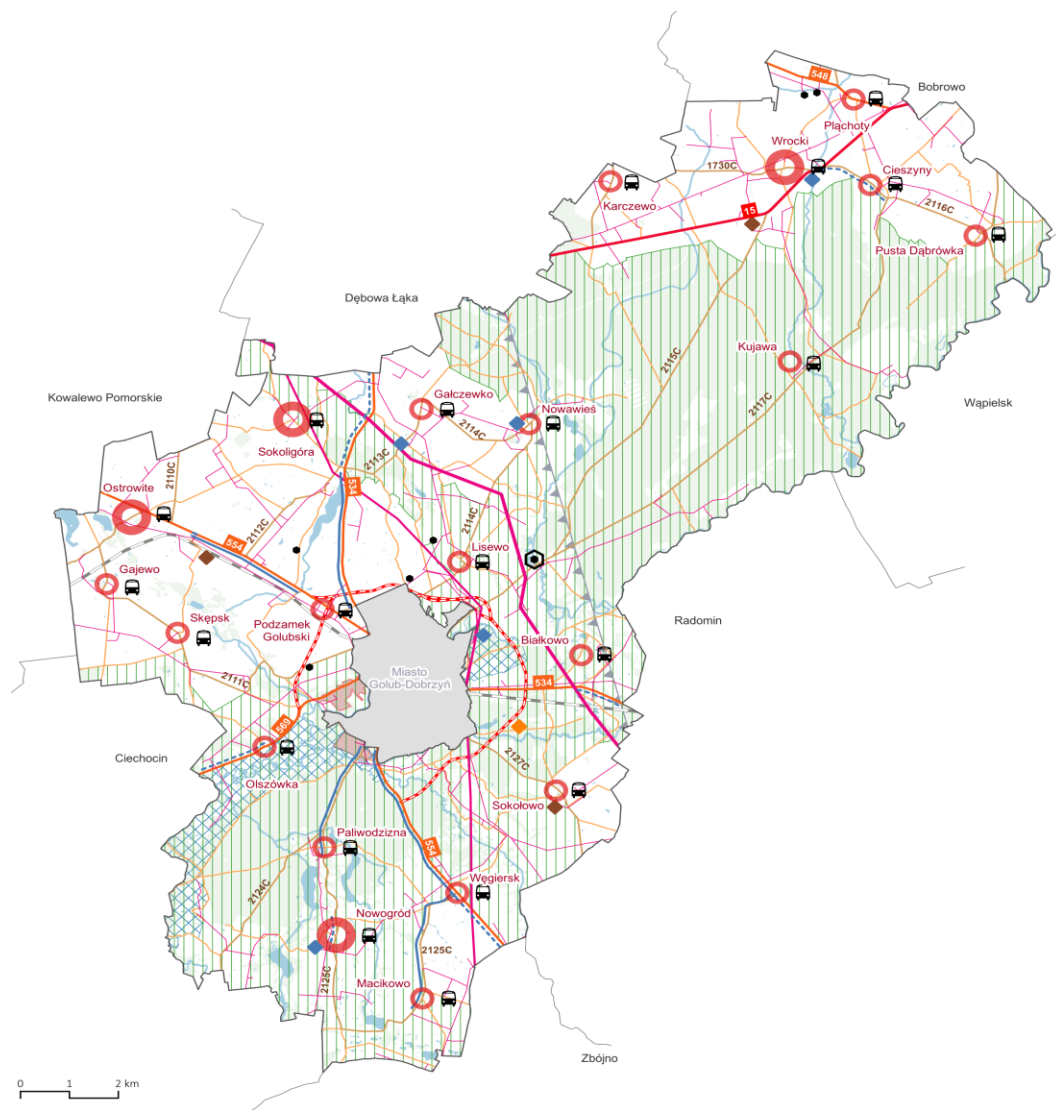 548
Bobrowo
Pląchoty
Wrocki
1730C
Cieszyny
Karczewo
2116C
15
Pusta Dąbrówka
Dębowa Łąka
Wąpielsk
2115C
Kujawa
2117C
Kowalewo Pomorskie
Gałczewko
Nowawieś
2114C
Sokoligóra
2113C
2110C
534
Ostrowite
2112C
2114C
554
Lisewo
Gajewo
Podzamek
Golubski
Skępsk
Radomin
Białkowo
Miasto
Golub-Dobrzyń
2111C
534
569
Ciechocin
2127C
Olszówka
Sokołowo
Paliwodzizna
554
Węgiersk
2124C
Nowogród
2125C
2125C
Macikowo
Zbójno
0 1 2 km